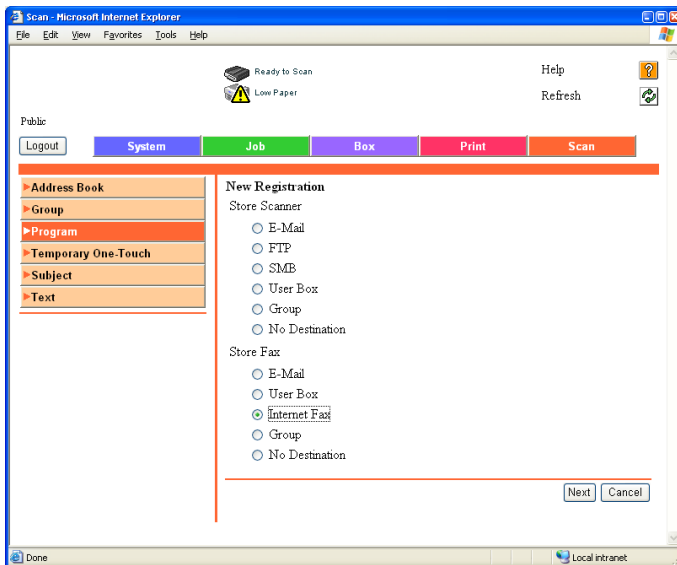 Scan - Microsoft Internet Explorer
File Edit View Favorites Tools Help
Ready to Scan
Help
Low Paper
Refresh
Public
Logout System Job Box Print Scan
Address Book
Group
Program
Temporary One-Touch
Subject
Text
New Registration
Store Scanner
E-Mail
FTP
SMB
User Box
Group
No Destination
Store Fax
E-Mail
User Box
Internet Fax
Group
No Destination
Next Cancel
Done Local intranet